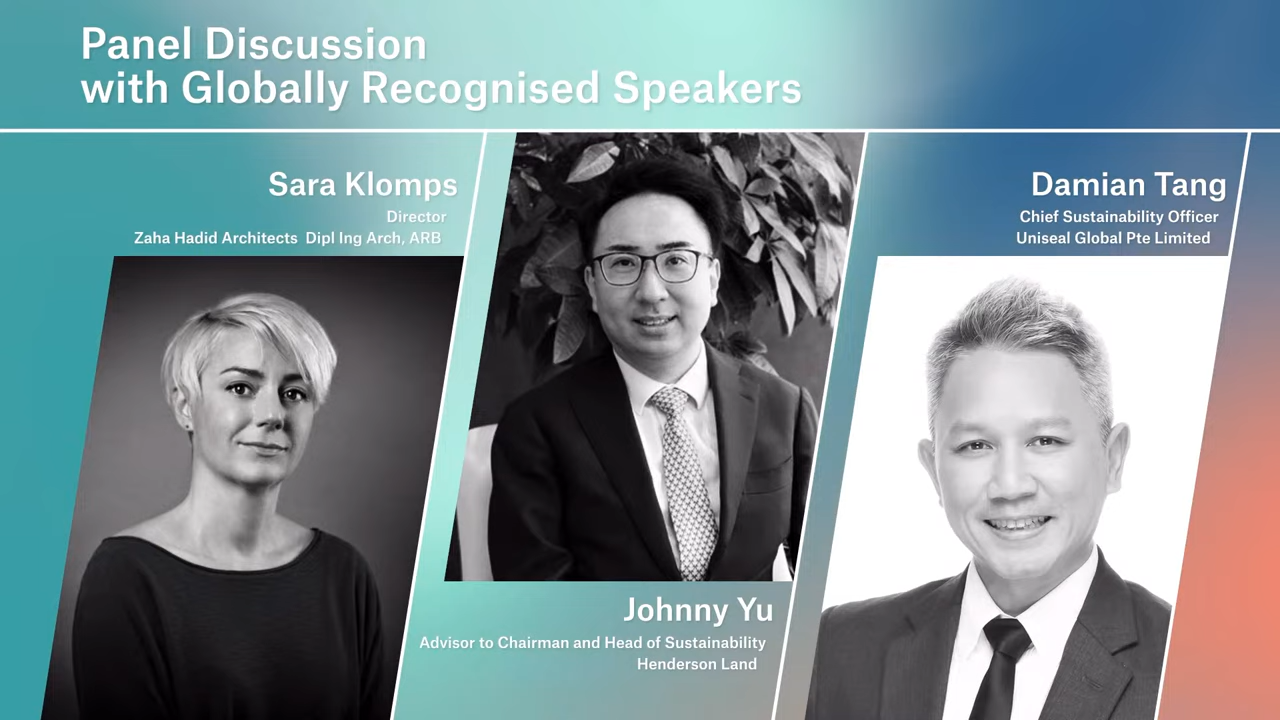 Panel Discussion
with Globally Recognised Speakers
Sara Klomps
Director
Zaha Hadid Architects Dipl Ing Arch, ARB
Johnny Yu
Advisor to Chairman and Head of Sustainability
Henderson Land
Damian Tang
Chief Sustainability Officer
Uniseal Global Pte Limited